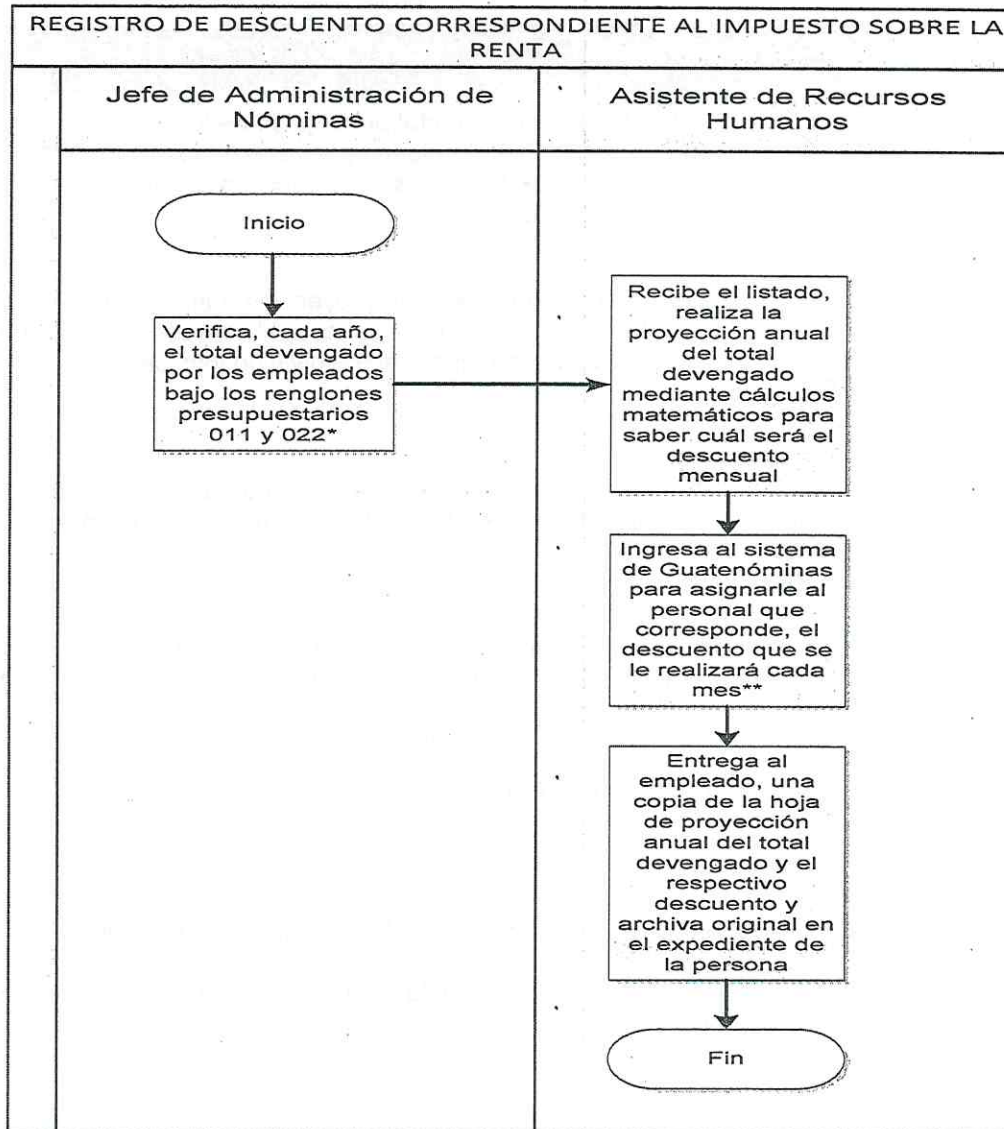 REGISTRO DE DESCUENTO CORRESPONDIENTE AL IMPUESTO SOBRE LA
RENTA
Jefe de Administración de
Nóminas
Asistente de Recursos
Humanos
Inicio
Verifica, cada año,
el total devengado
por los empleados
bajo los renglones
presupuestarios
011 y 022*
Recibe el listado,
realiza la
proyección anual
del total
devengado
mediante cálculos
matemáticos para
saber cuál será el
descuento
mensual
Ingresa al sistema
de Guatenóminas
para asignarle al
personal que
corresponde, el
descuento que se
le realizará cada
mes**
Entrega al
empleado, una
copia de la hoja
de proyección
anual del total
devengado y el
respectivo
descuento y
archiva original en
el expediente de
la persona
Fin